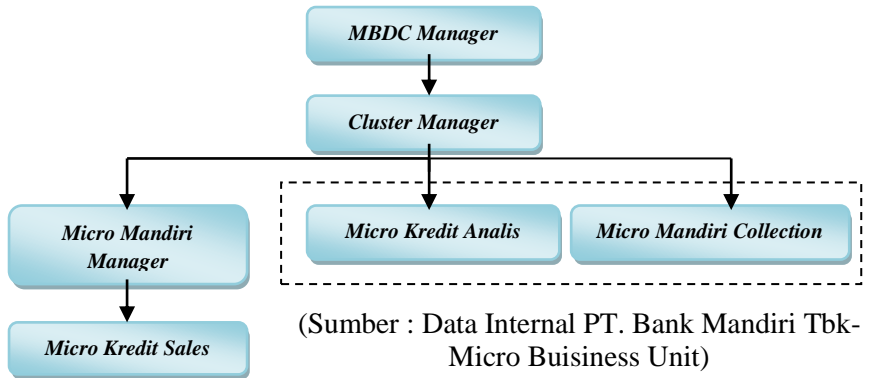 MBDC Manager
Cluster Manager
Micro Mandiri
Manager
Micro Kredit Analis
Micro Mandiri Collection
Micro Kredit Sales
(Sumber : Data Internal PT. Bank Mandiri Tbk-
Micro Buisiness Unit)